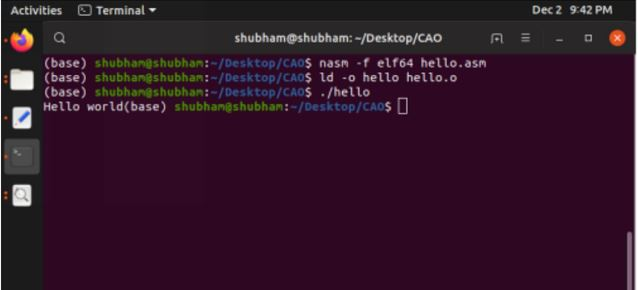 Activities Terminal Dec 2 9:42 PM
shubham@shubham: ~/Desktop/CAO
(base) shubham@shubham:~/Desktop/CAO$ nasm -f elf64 hello.asm
(base) shubham@shubham:~/Desktop/CAO$ ld -o hello hello.o
(base) shubham@shubham:~/Desktop/CAO$ ./hello
Hello world(base) shubham@shubham:~/Desktop/CAO$